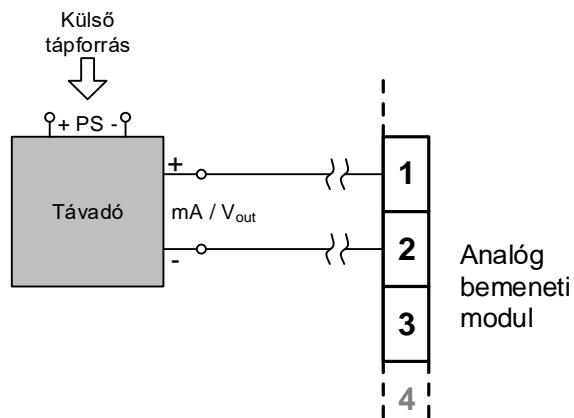 Külső
tápforrás
+ PS -
Távadó
+
mA / Vout
-
1
2
3
4
Analóg
bemeneti
modul